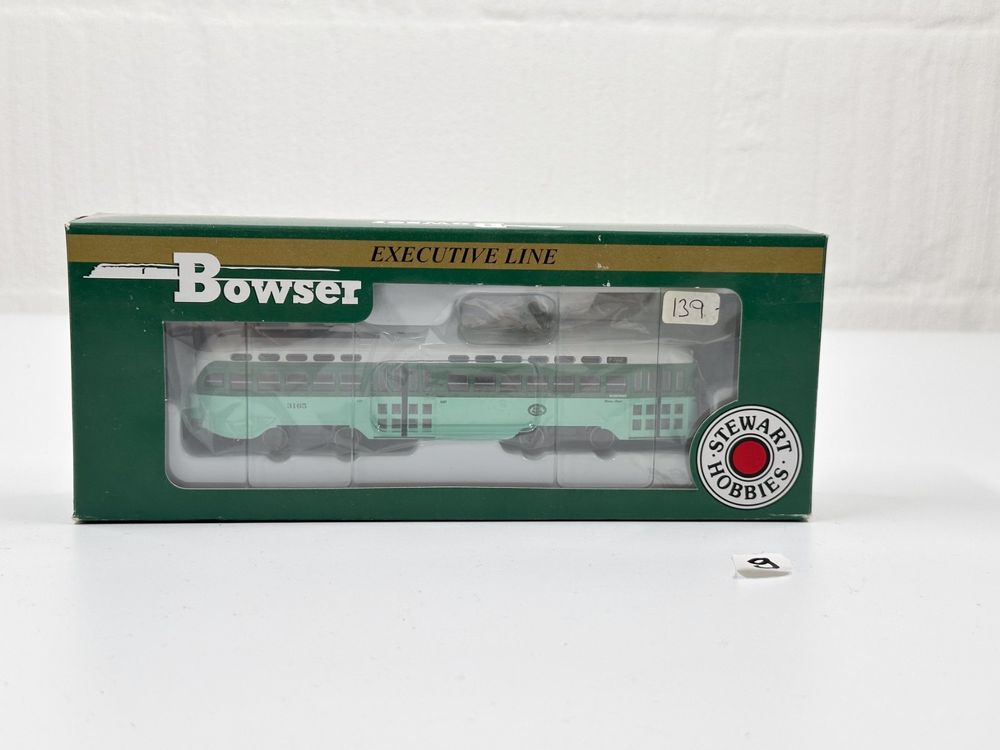 EXECUTIVE LINE
BOWSER
139.-
3165
STEWART
HOBBIES